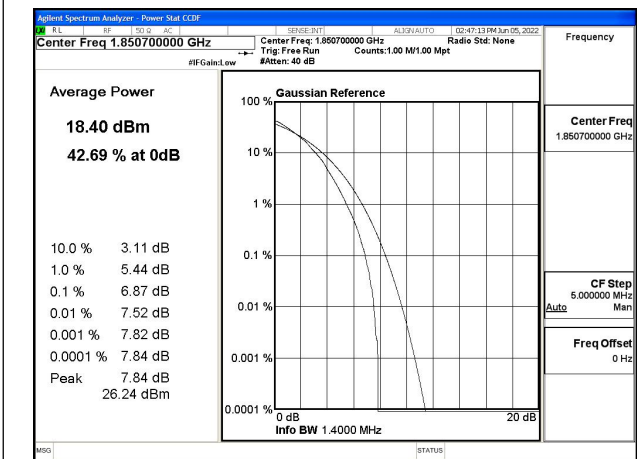 Agilent Spectrum Analyzer - Power Stat CCDF
RL RF 50 Ω AC SENSE:INT ALIGN AUTO 02:47:13 PM Jun 05, 2022
Center Freq 1.850700000 GHz
Center Freq: 1.850700000 GHz Radio Std: None
Trig: Free Run Counts:1.00 M/1.00 Mpt
#IFGain:Low #Atten: 40 dB
Frequency
Average Power
18.40 dBm
42.69 % at 0dB
10.0 % 3.11 dB
1.0 % 5.44 dB
0.1 % 6.87 dB
0.01 % 7.52 dB
0.001 % 7.82 dB
0.0001 % 7.84 dB
Peak 7.84 dB
26.24 dBm
Gaussian Reference
100 %
10 %
1 %
0.1 %
0.01 %
0.001 %
0.0001 %
0 dB 20 dB
Info BW 1.4000 MHz
Center Freq
1.850700000 GHz
CF Step
5.000000 MHz
Auto Man
Freq Offset
0 Hz
MSG STATUS